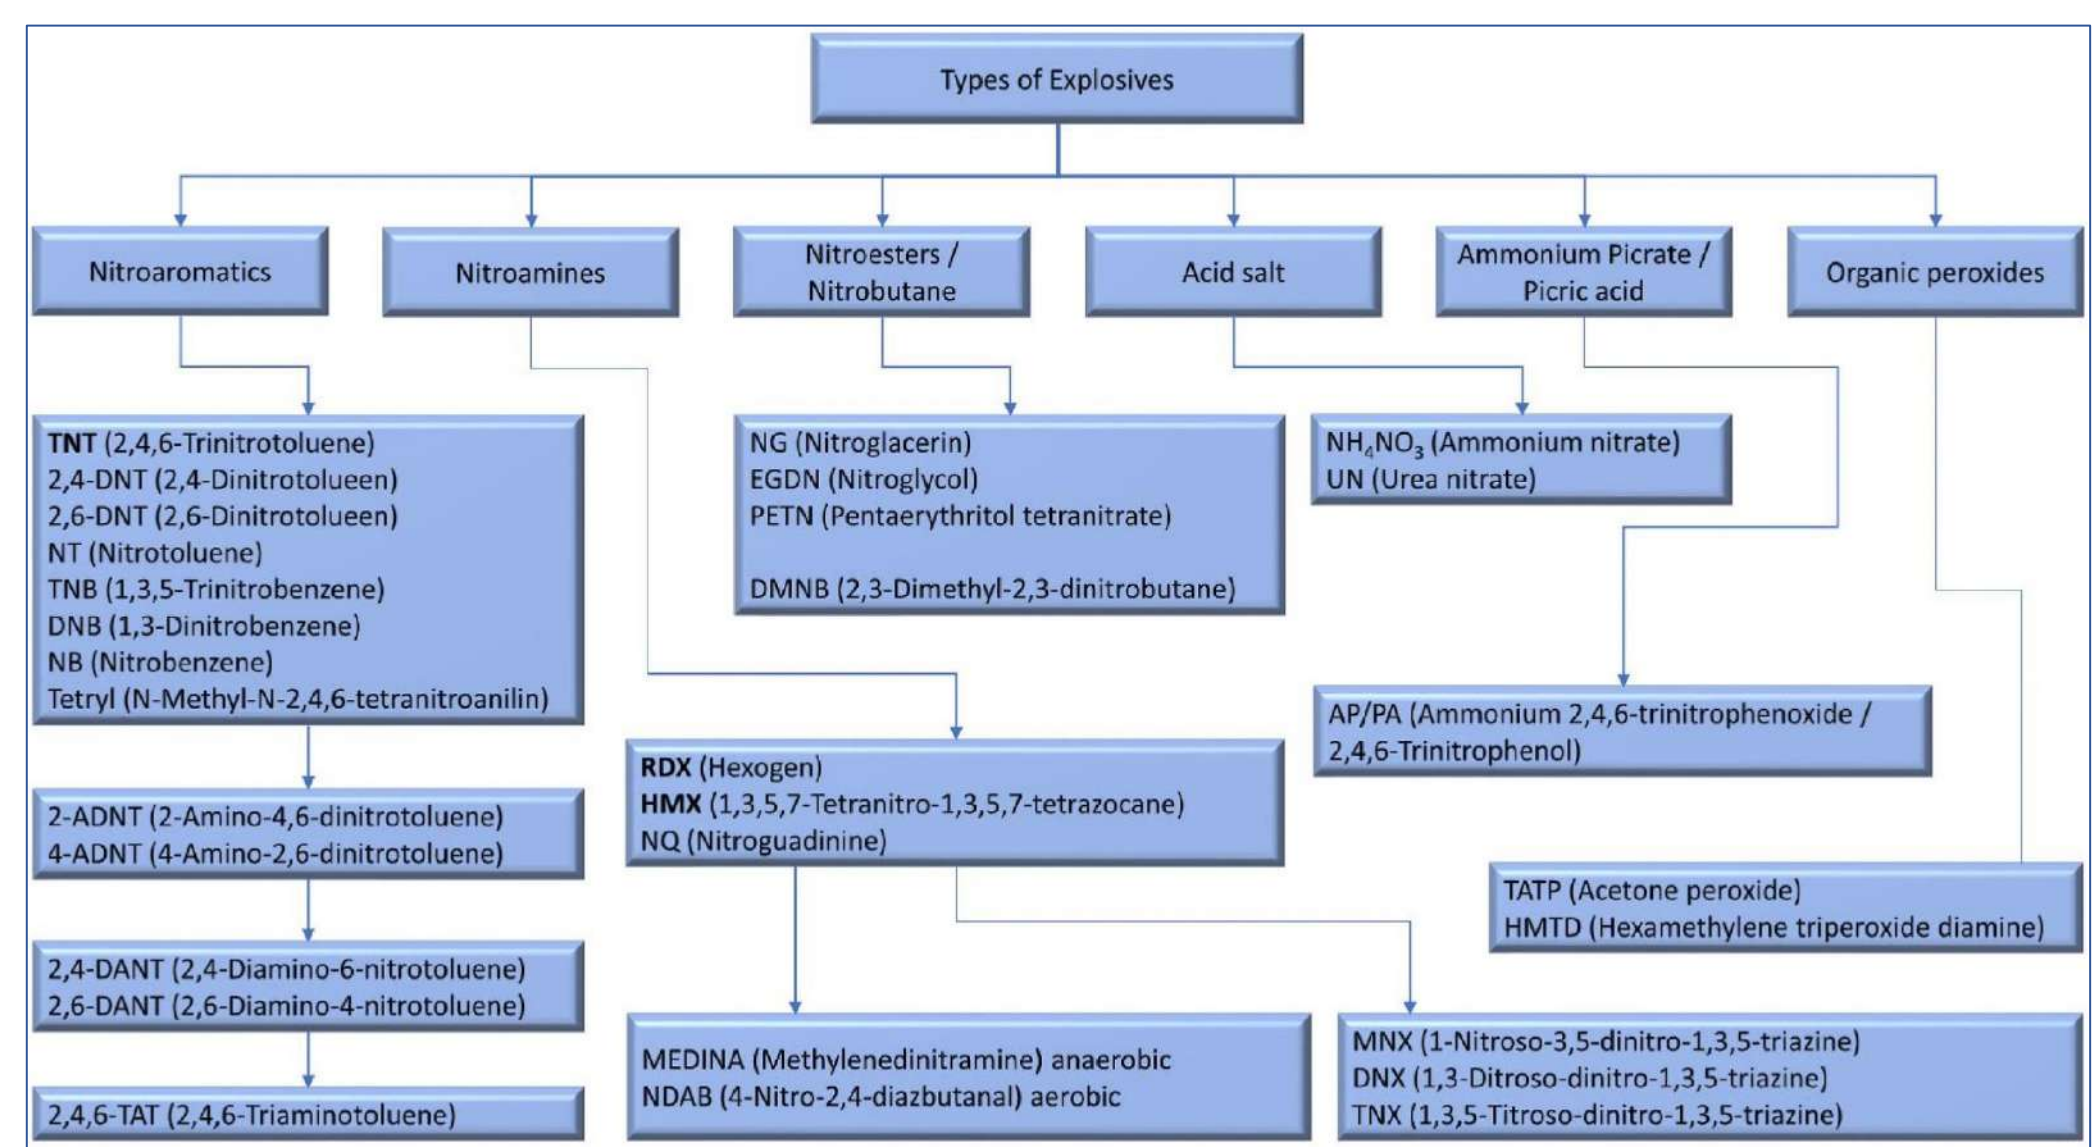 Types of Explosives
Nitroaromatics
Nitroamines
Nitroesters /
Nitrobutane
Acid salt
Ammonium Picrate /
Picric acid
Organic peroxides
TNT (2,4,6-Trinitrotoluene)
2,4-DNT (2,4-Dinitrotolueen)
2,6-DNT (2,6-Dinitrotolueen)
NT (Nitrotoluene)
TNB (1,3,5-Trinitrobenzene)
DNB (1,3-Dinitrobenzene)
NB (Nitrobenzene)
Tetryl (N-Methyl-N-2,4,6-tetranitroanilin)
NG (Nitroglacerin)
EGDN (Nitroglycol)
PETN (Pentaerythritol tetranitrate)
DMNB (2,3-Dimethyl-2,3-dinitrobutane)
NH₄NO₃ (Ammonium nitrate)
UN (Urea nitrate)
AP/PA (Ammonium 2,4,6-trinitrophenoxide /
2,4,6-Trinitrophenol)
RDX (Hexogen)
HMX (1,3,5,7-Tetranitro-1,3,5,7-tetrazocane)
NQ (Nitroguadinine)
2-ADNT (2-Amino-4,6-dinitrotoluene)
4-ADNT (4-Amino-2,6-dinitrotoluene)
TATP (Acetone peroxide)
HMTD (Hexamethylene triperoxide diamine)
2,4-DANT (2,4-Diamino-6-nitrotoluene)
2,6-DANT (2,6-Diamino-4-nitrotoluene)
MEDINA (Methylenedinitramine) anaerobic
NDAB (4-Nitro-2,4-diazbutanal) aerobic
MNX (1-Nitroso-3,5-dinitro-1,3,5-triazine)
DNX (1,3-Ditroso-dinitro-1,3,5-triazine)
TNX (1,3,5-Titroso-dinitro-1,3,5-triazine)
2,4,6-TAT (2,4,6-Triaminotoluene)